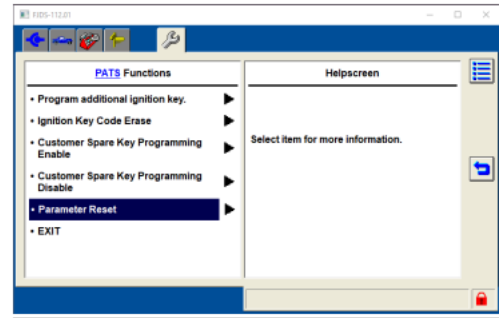 FJDS-112.01
PATS Functions
• Program additional ignition key.
• Ignition Key Code Erase
• Customer Spare Key Programming
Enable
• Customer Spare Key Programming
Disable
• Parameter Reset
• EXIT
Helpscreen
Select item for more information.